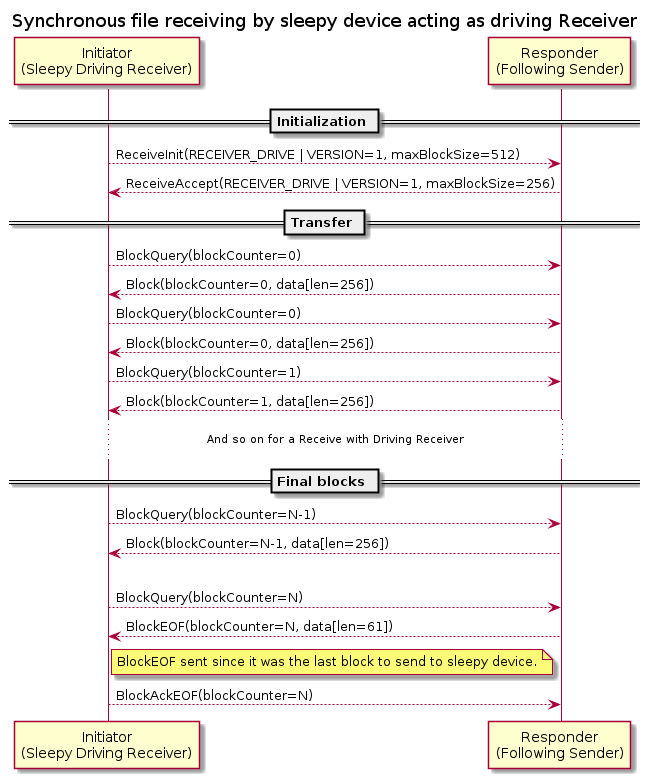 Synchronous file receiving by sleepy device acting as driving Receiver
Initiator
(Sleepy Driving Receiver)
Responder
(Following Sender)
Initialization
ReceiveInit(RECEIVER_DRIVE | VERSION=1, maxBlockSize=512)
ReceiveAccept(RECEIVER_DRIVE | VERSION=1, maxBlockSize=256)
Transfer
BlockQuery(blockCounter=0)
Block(blockCounter=0, data[len=256])
BlockQuery(blockCounter=0)
Block(blockCounter=0, data[len=256])
BlockQuery(blockCounter=1)
Block(blockCounter=1, data[len=256])
And so on for a Receive with Driving Receiver
Final blocks
BlockQuery(blockCounter=N-1)
Block(blockCounter=N-1, data[len=256])
BlockQuery(blockCounter=N)
BlockEOF(blockCounter=N, data[len=61])
BlockEOF sent since it was the last block to send to sleepy device.
BlockAckEOF(blockCounter=N)
Initiator
(Sleepy Driving Receiver)
Responder
(Following Sender)